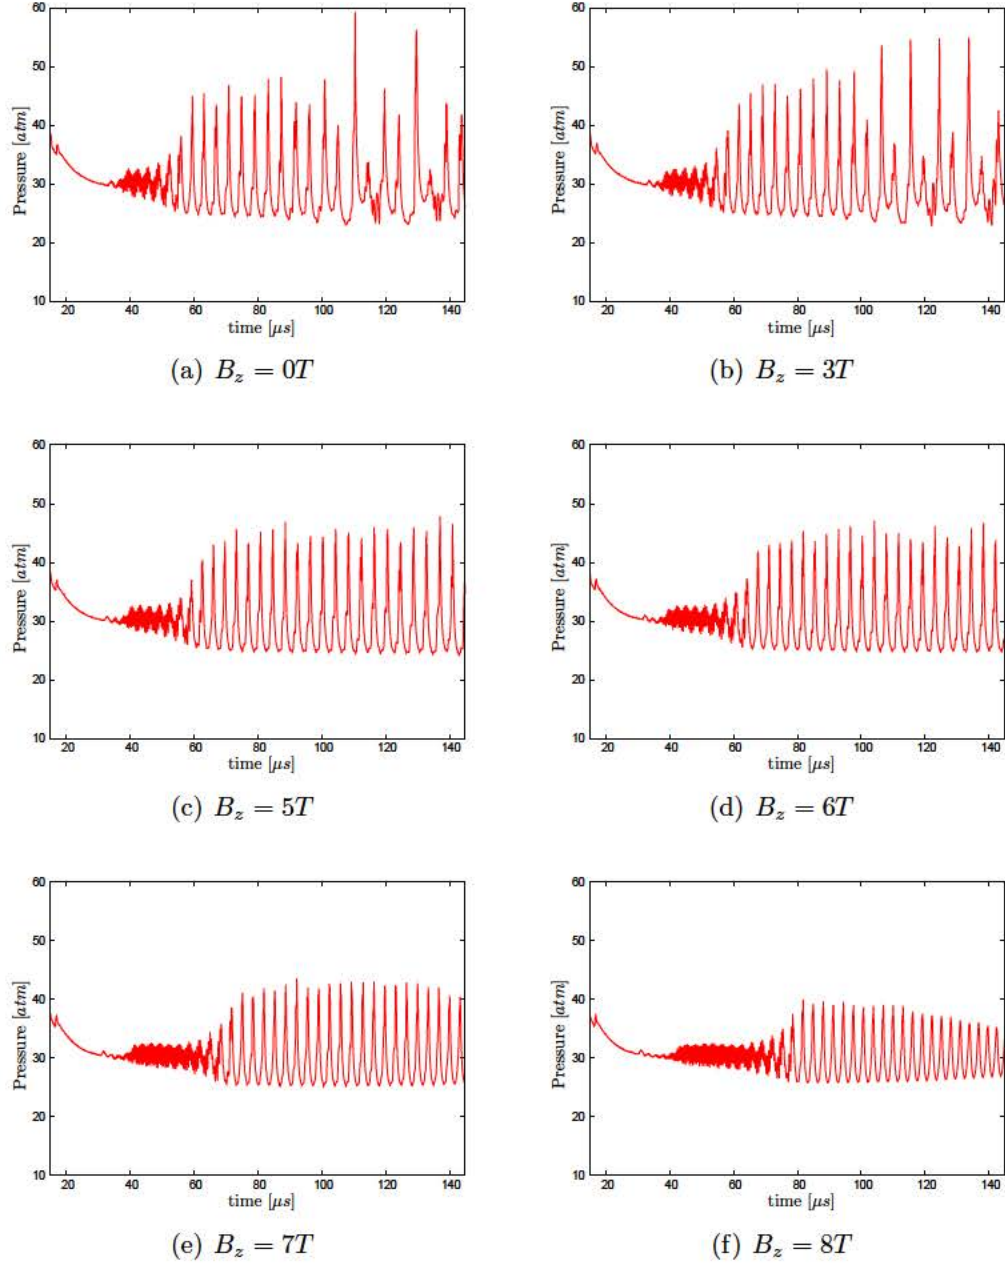 60
50
40
30
20
10
Pressure [atm]
20 40 60 80 100 120 140
time [μs]
(a) B_z = 0T
60
50
40
30
20
10
Pressure [atm]
20 40 60 80 100 120 140
time [μs]
(b) B_z = 3T
60
50
40
30
20
10
Pressure [atm]
20 40 60 80 100 120 140
time [μs]
(c) B_z = 5T
60
50
40
30
20
10
Pressure [atm]
20 40 60 80 100 120 140
time [μs]
(d) B_z = 6T
60
50
40
30
20
10
Pressure [atm]
20 40 60 80 100 120 140
time [μs]
(e) B_z = 7T
60
50
40
30
20
10
Pressure [atm]
20 40 60 80 100 120 140
time [μs]
(f) B_z = 8T